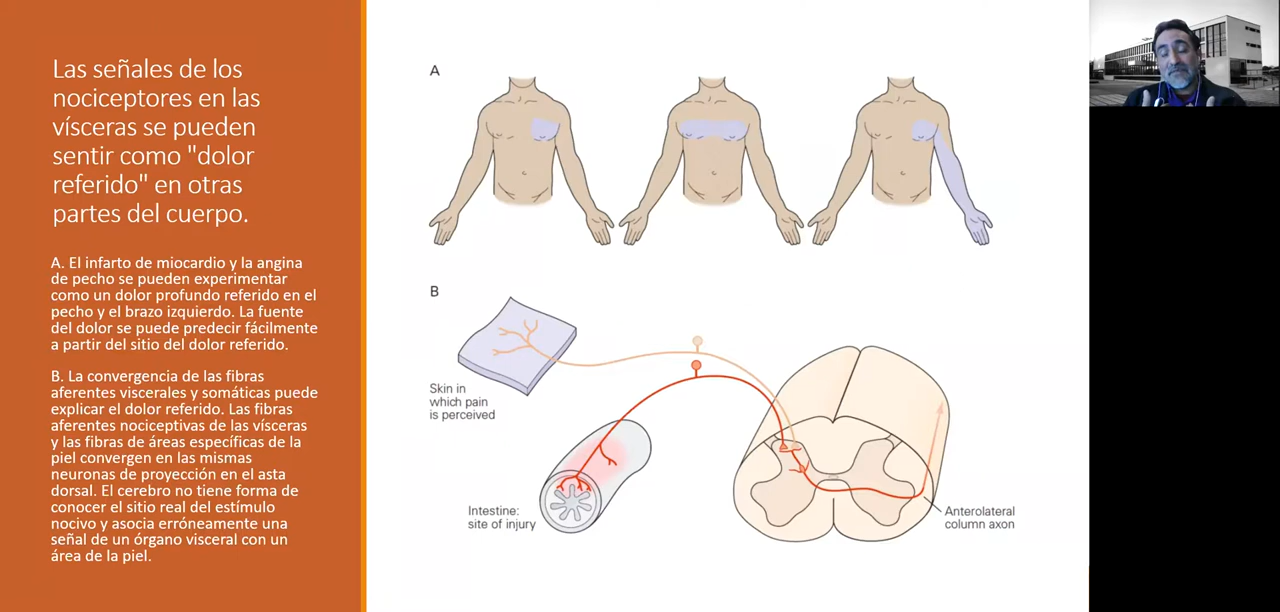 Las señales de los
nociceptores en las
vísceras se pueden
sentir como "dolor
referido" en otras
partes del cuerpo.
A. El infarto de miocardio y la angina
de pecho se pueden experimentar
como un dolor profundo referido en el
pecho y el brazo izquierdo. La fuente
del dolor se puede predecir fácilmente
a partir del sitio del dolor referido.
B. La convergencia de las fibras
aferentes viscerales y somáticas puede
explicar el dolor referido. Las fibras
aferentes nociceptivas de las vísceras
y las fibras de áreas específicas de la
piel convergen en las mismas
neuronas de proyección en el asta
dorsal. El cerebro no tiene forma de
conocer el sitio real del estímulo
nocivo y asocia erróneamente una
señal de un órgano visceral con un
área de la piel.
A
B
Skin in
which pain
is perceived
Intestine:
site of injury
Anterolateral
column axon